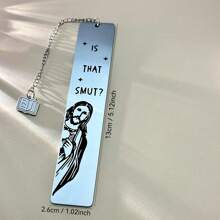 IS
THAT
SMUT?
13cm / 5.12inch
2.6cm / 1.02inch